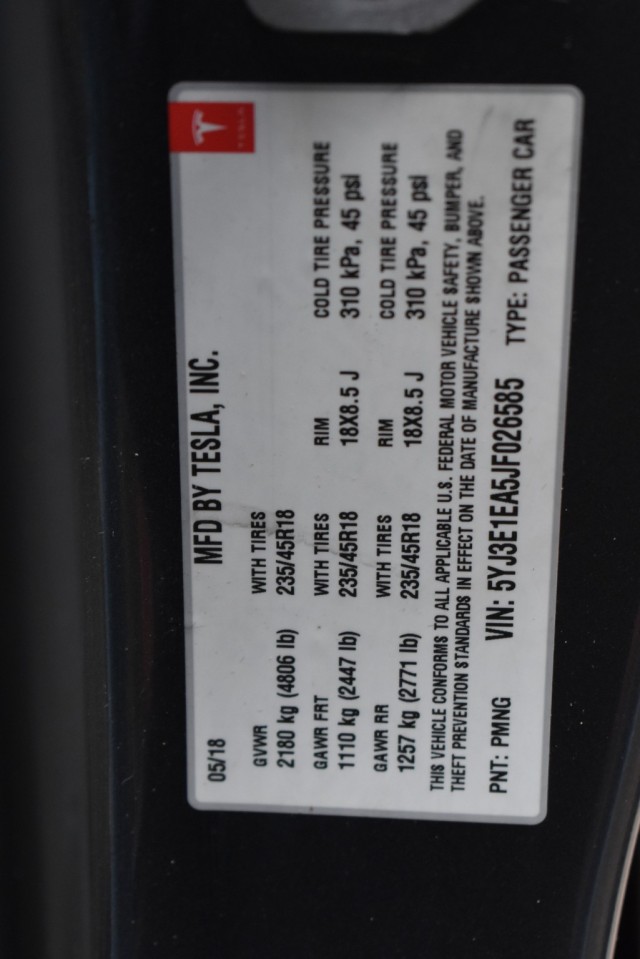 TESLA
05/18 MFD BY TESLA, INC.
GVWR WITH TIRES
2180 kg (4806 lb) 235/45R18
GAWR FRT WITH TIRES RIM COLD TIRE PRESSURE
1110 kg (2447 lb) 235/45R18 18X8.5 J 310 kPa, 45 psi
GAWR RR WITH TIRES RIM COLD TIRE PRESSURE
1257 kg (2771 lb) 235/45R18 18X8.5 J 310 kPa, 45 psi
THIS VEHICLE CONFORMS TO ALL APPLICABLE U.S. FEDERAL MOTOR VEHICLE SAFETY, BUMPER, AND
THEFT PREVENTION STANDARDS IN EFFECT ON THE DATE OF MANUFACTURE SHOWN ABOVE.
PNT: PMNG VIN: 5YJ3E1EA5JF026585 TYPE: PASSENGER CAR